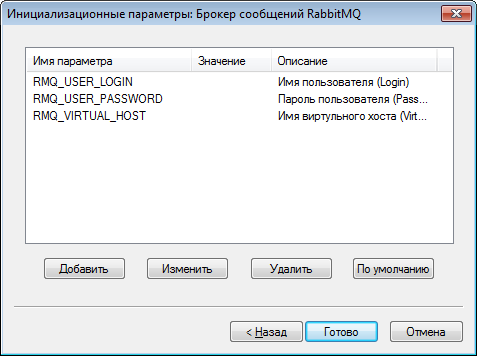 Инициализационные параметры: Брокер сообщений RabbitMQ
Имя параметра Значение Описание
RMQ_USER_LOGIN Имя пользователя (Login)
RMQ_USER_PASSWORD Пароль пользователя (Pass...
RMQ_VIRTUAL_HOST Имя виртульного хоста (Virt...
Добавить Изменить Удалить По умолчанию
< Назад Готово Отмена